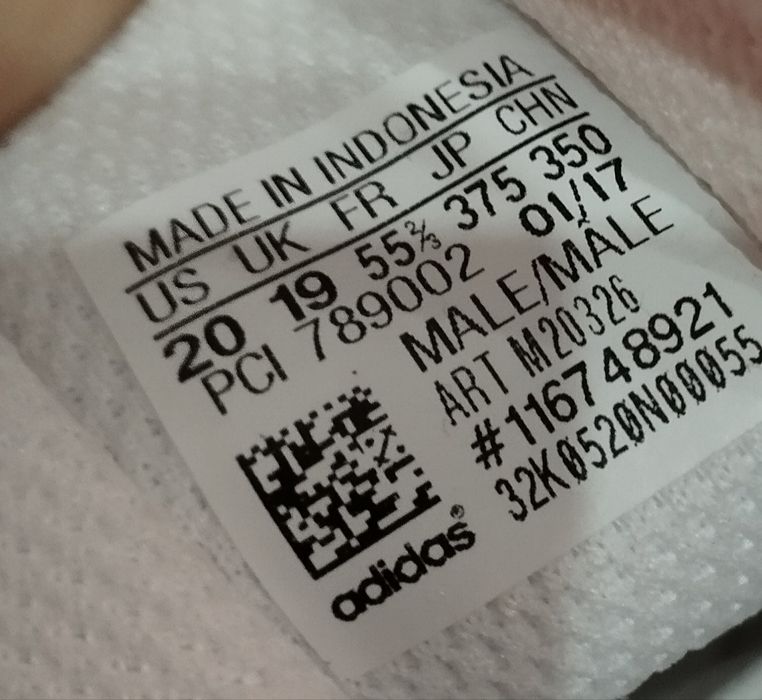 MADE IN INDONESIA
US UK FR JP CHN
20 19 55⅔ 375 350
PCI 789002 01/17
MALE/MÂLE
ART M20326
#116748921
32K0520N00055
adidas®